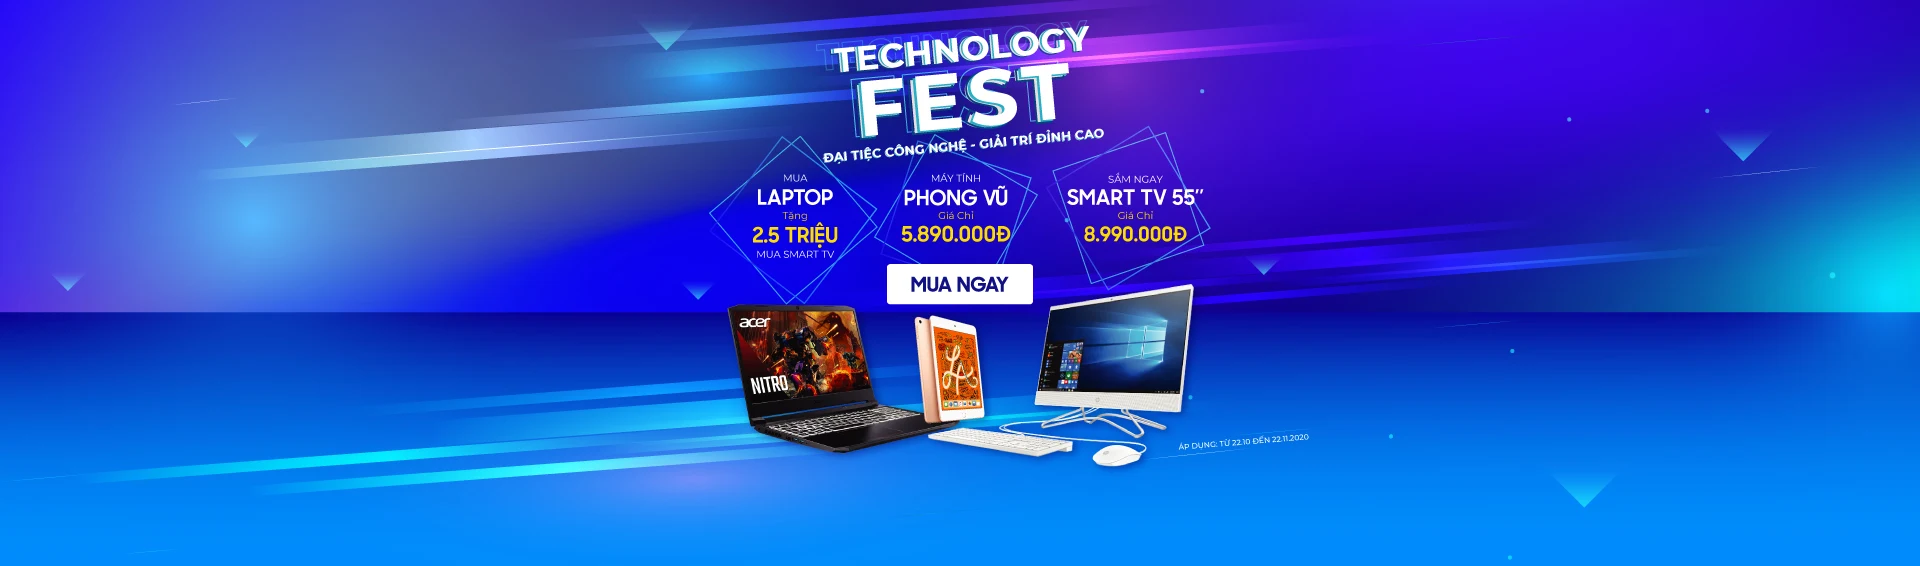 TECHNOLOGY
FEST
ĐẠI TIỆC CÔNG NGHỆ - GIẢI TRÍ ĐỈNH CAO
MUA
LAPTOP
Tặng
2.5 TRIỆU
MUA SMART TV
MÁY TÍNH
PHONG VŨ
Giá Chỉ
5.890.000Đ
SẮM NGAY
SMART TV 55’’
Giá Chỉ
8.990.000Đ
MUA NGAY
acer
NITRO
ÁP DỤNG: TỪ 22.10 ĐẾN 22.11.2020